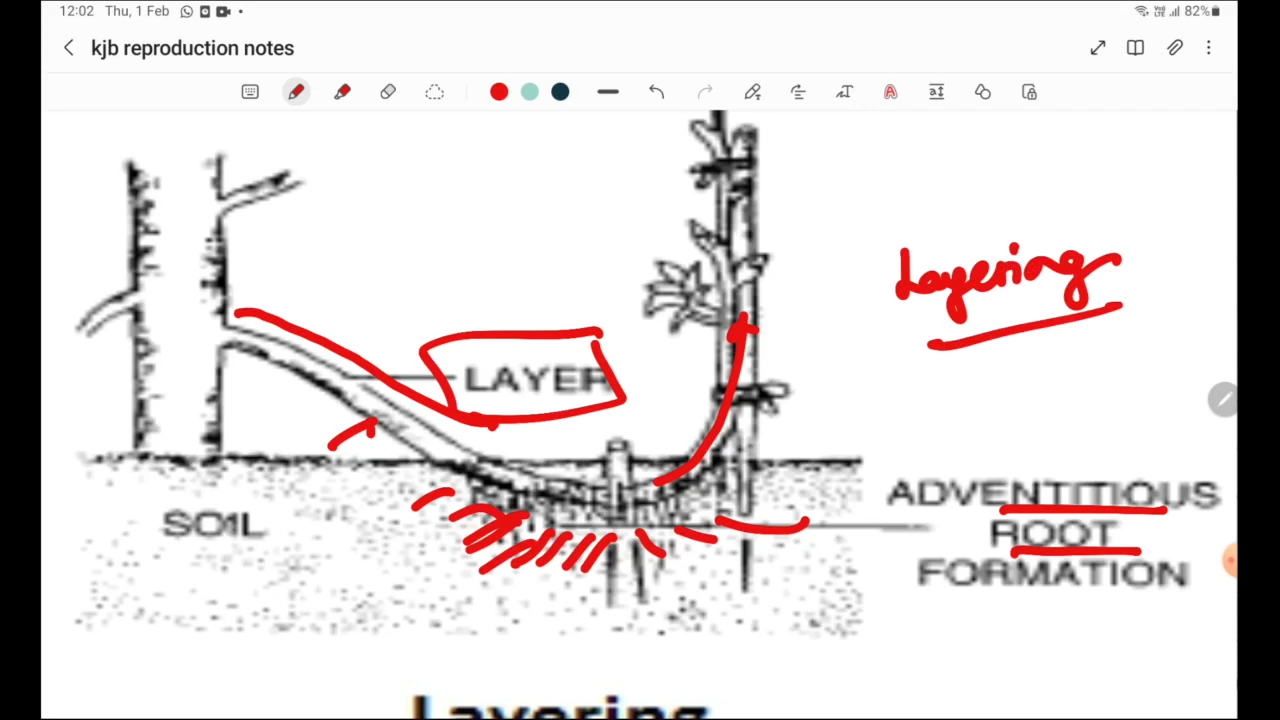 12:02 Thu, 1 Feb
82%
kjb reproduction notes
Layering
LAYER
SOIL
ADVENTITIOUS
ROOT
FORMATION
Layering